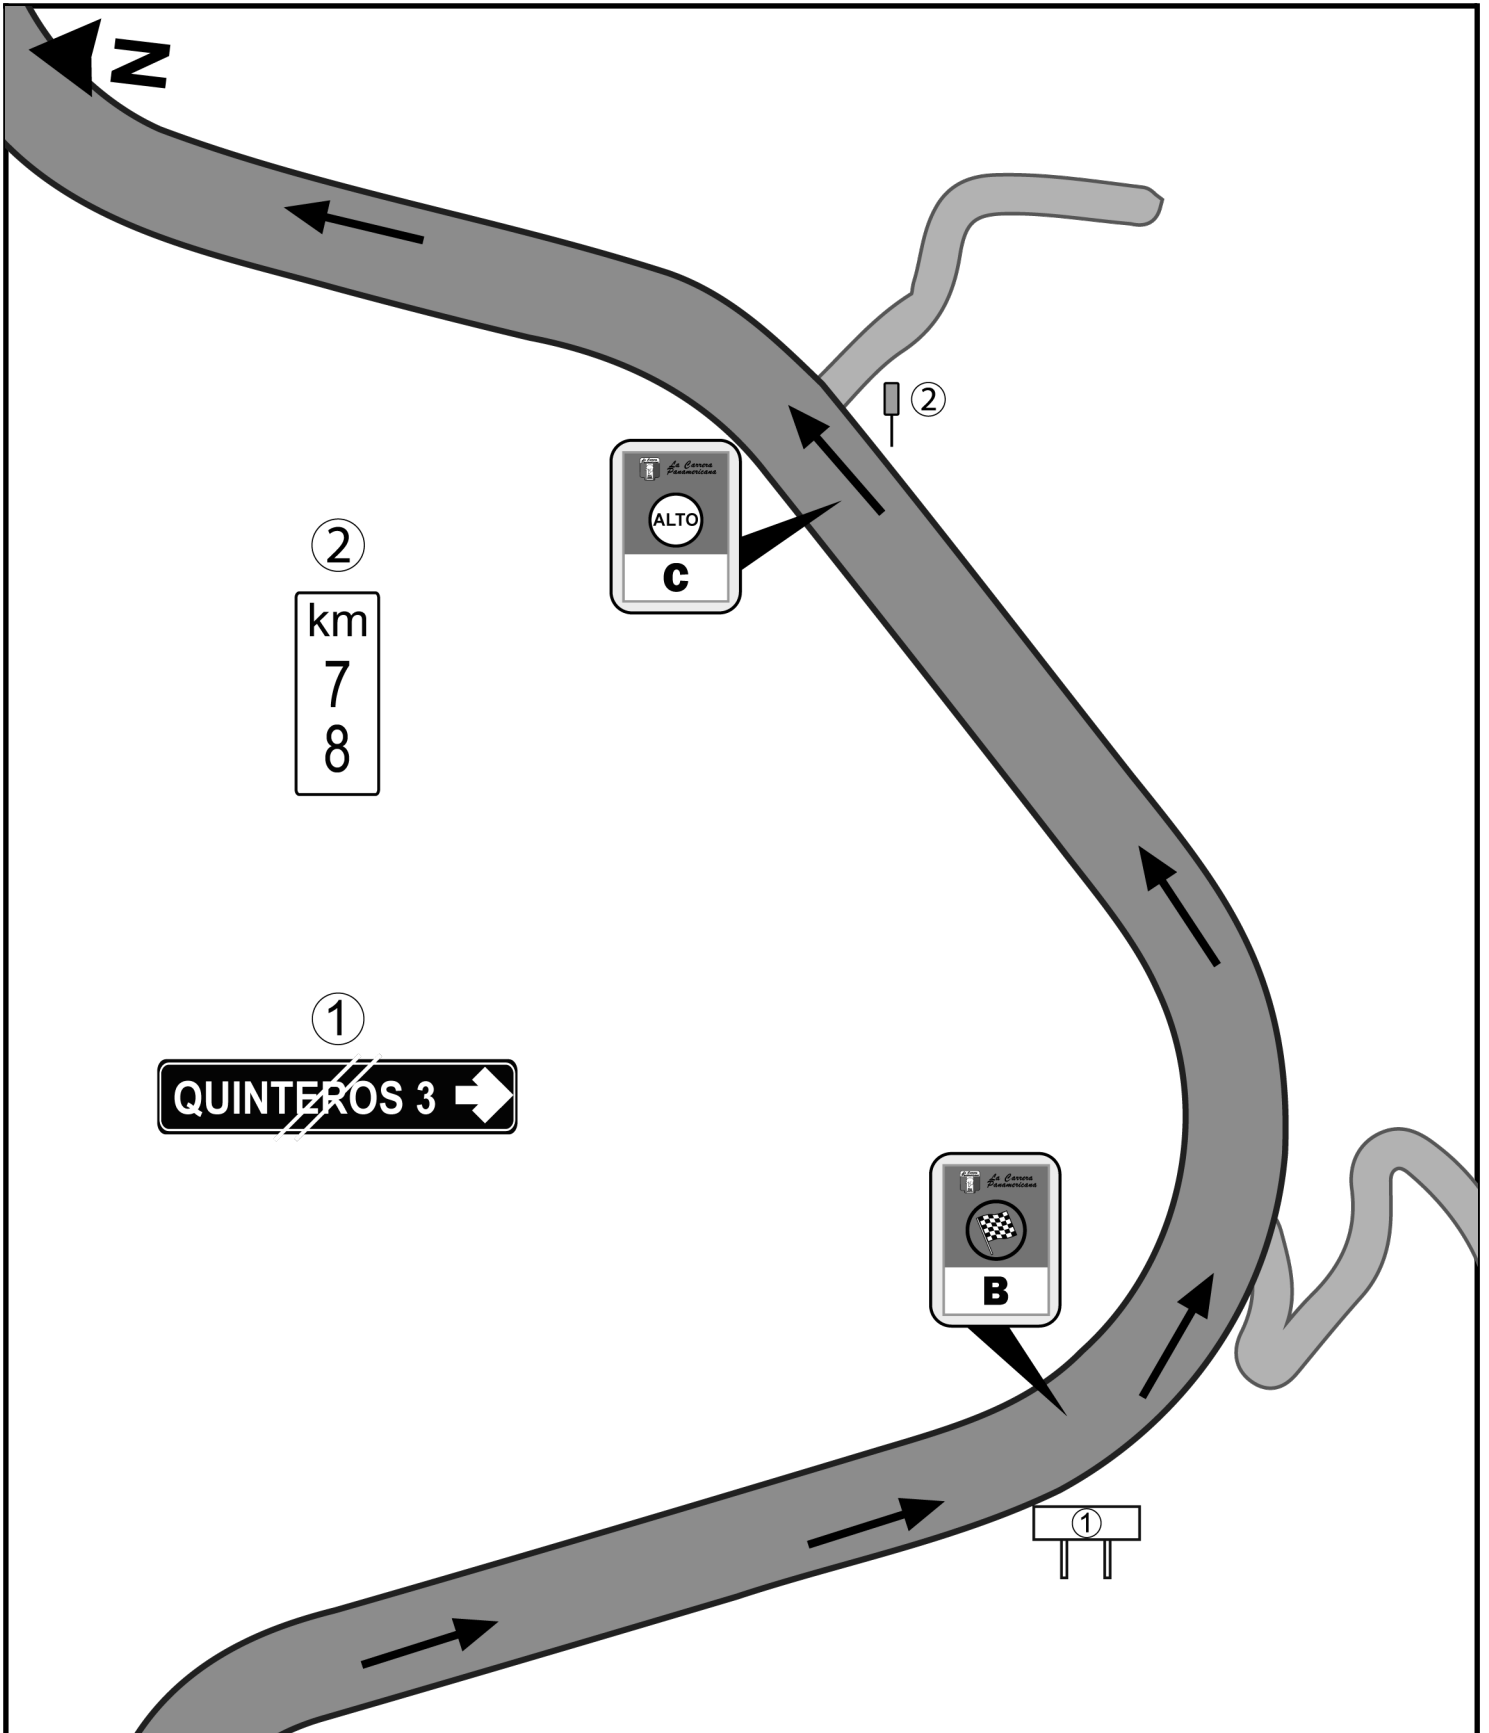 N
②
La Carrera
Panamericana
ALTO
C
②
km
7
8
①
QUINTEROS 3
La Carrera
Panamericana
B
①